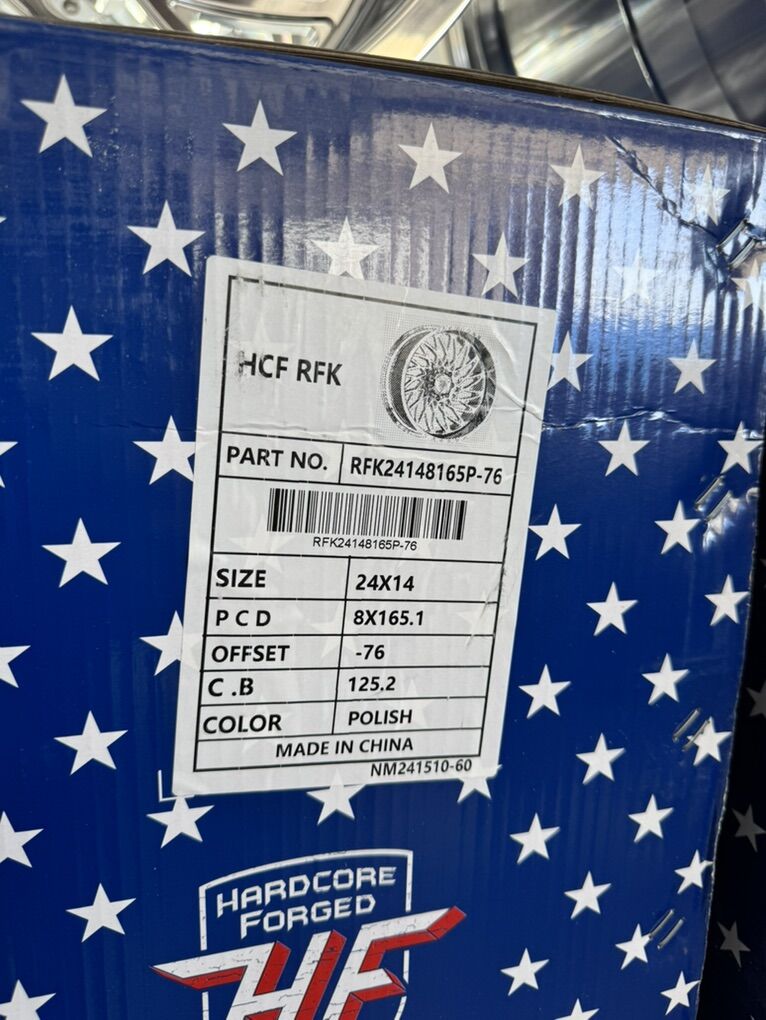 HCF RFK
PART NO. RFK24148165P-76
RFK24148165P-76
SIZE 24X14
P C D 8X165.1
OFFSET -76
C .B 125.2
COLOR POLISH
MADE IN CHINA
NM241510-60
HARDCORE
FORGED
HF